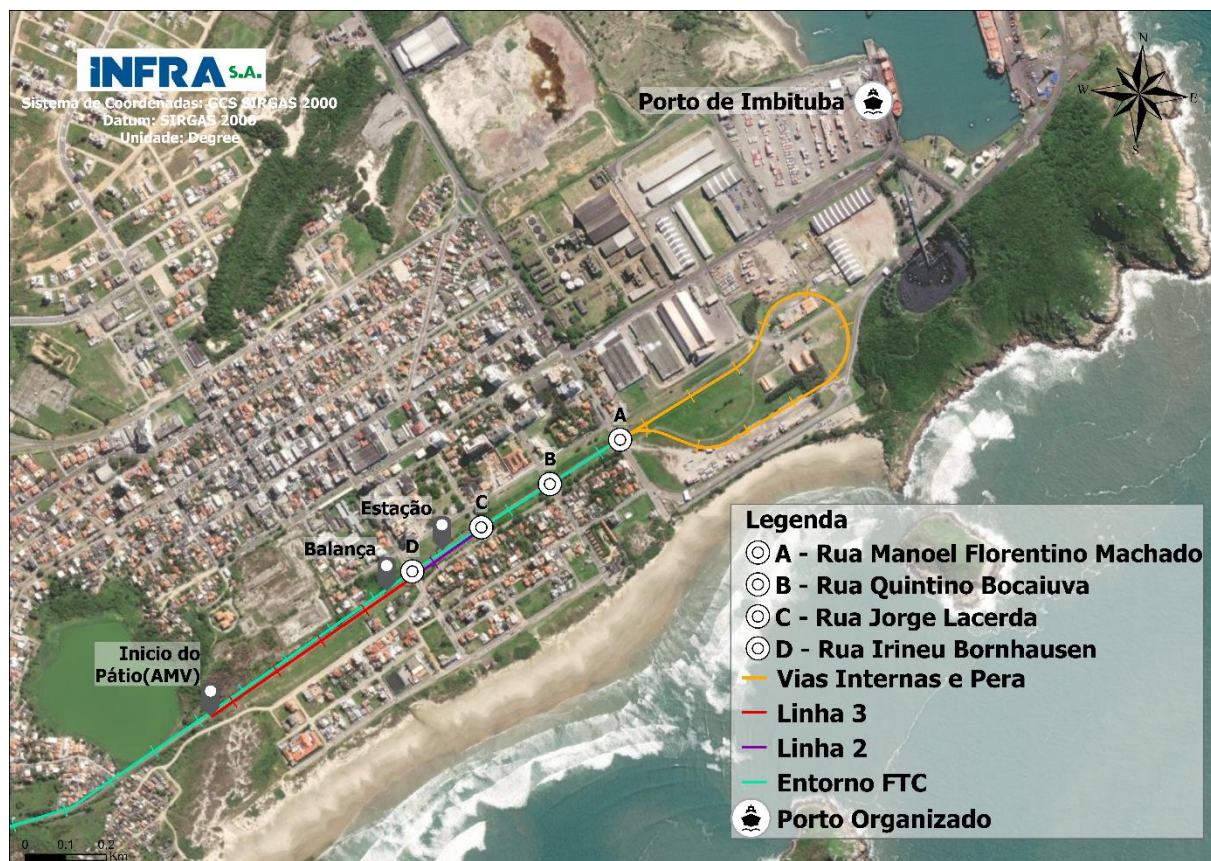 iNFRA S.A.
Sistema de Coordenadas: GCS SIRGAS 2000
Datum: SIRGAS 2000
Unidade: Degree
Porto de Imbituba
N
W
E
S
A
B
C
D
Estação
Balança
Inicio do
Pátio(AMV)
Legenda
A - Rua Manoel Florentino Machado
B - Rua Quintino Bocaiuva
C - Rua Jorge Lacerda
D - Rua Irineu Bornhausen
Vias Internas e Pera
Linha 3
Linha 2
Entorno FTC
Porto Organizado
0 0.1 0.2
Km